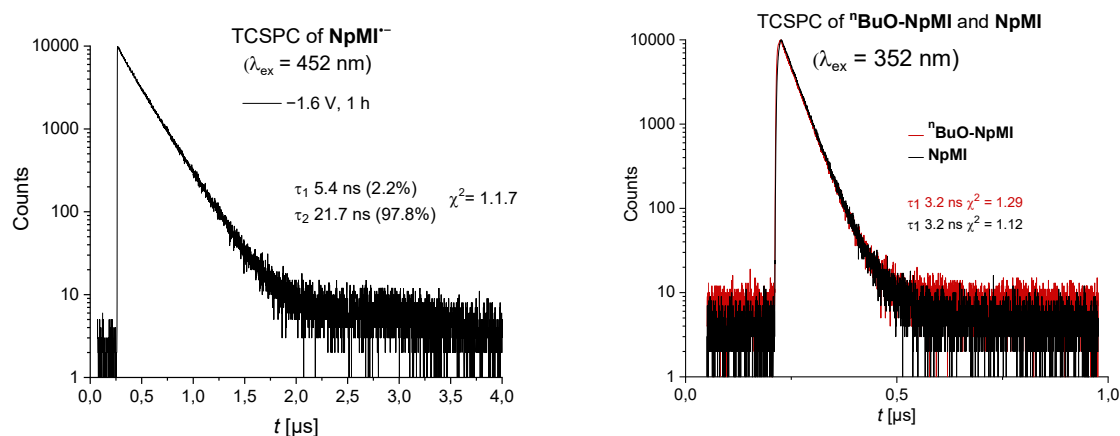 TCSPC of NpMI•−
(λex = 452 nm)
−1.6 V, 1 h
τ1 5.4 ns (2.2%)
τ2 21.7 ns (97.8%)
χ2= 1.1.7
Counts
10000
1000
100
10
1
0,0 0,5 1,0 1,5 2,0 2,5 3,0 3,5 4,0
t [µs]
TCSPC of nBuO-NpMI and NpMI
(λex = 352 nm)
nBuO-NpMI
NpMI
τ1 3.2 ns χ2 = 1.29
τ1 3.2 ns χ2 = 1.12
Counts
10000
1000
100
10
1
0,0 0,5 1,0
t [µs]